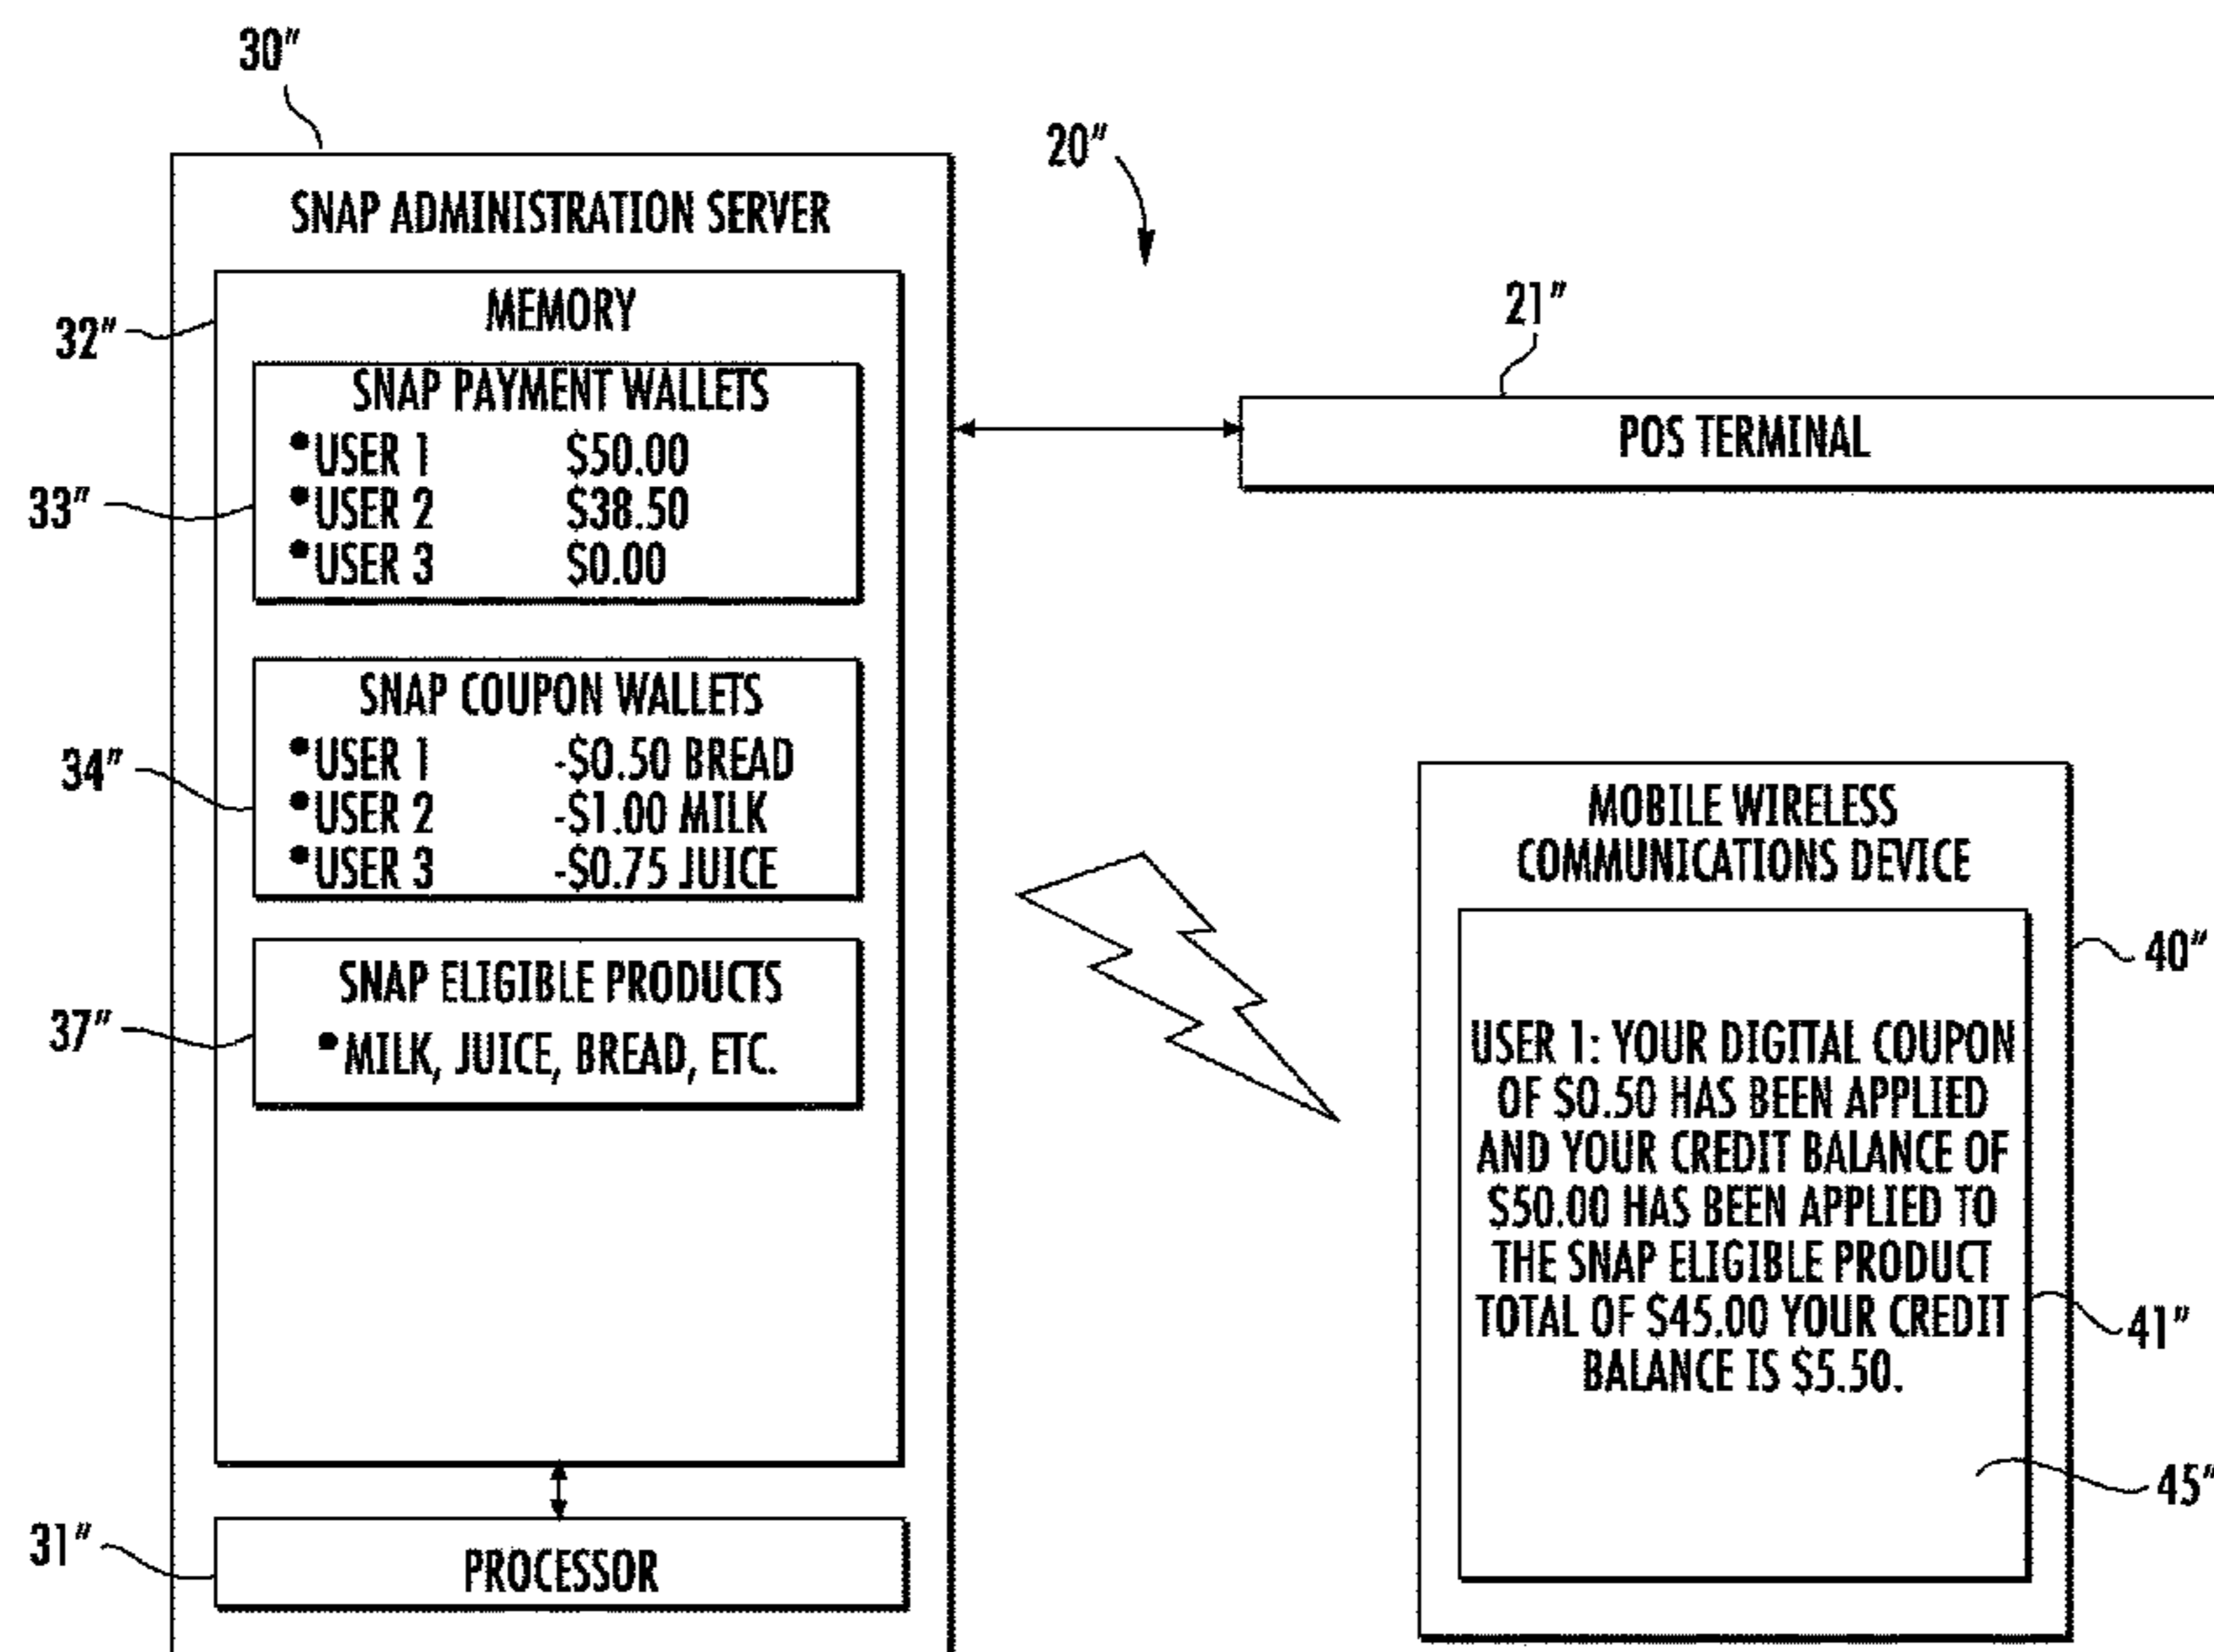 30"
20"
SNAP ADMINISTRATION SERVER
32"
MEMORY
33"
SNAP PAYMENT WALLETS
•USER 1 $50.00
•USER 2 $38.50
•USER 3 $0.00
21"
POS TERMINAL
34"
SNAP COUPON WALLETS
•USER 1 -$0.50 BREAD
•USER 2 -$1.00 MILK
•USER 3 -$0.75 JUICE
37"
SNAP ELIGIBLE PRODUCTS
•MILK, JUICE, BREAD, ETC.
31"
PROCESSOR
MOBILE WIRELESS
COMMUNICATIONS DEVICE
40"
USER 1: YOUR DIGITAL COUPON
OF $0.50 HAS BEEN APPLIED
AND YOUR CREDIT BALANCE OF
$50.00 HAS BEEN APPLIED TO
THE SNAP ELIGIBLE PRODUCT
TOTAL OF $45.00 YOUR CREDIT
BALANCE IS $5.50.
41"
45"